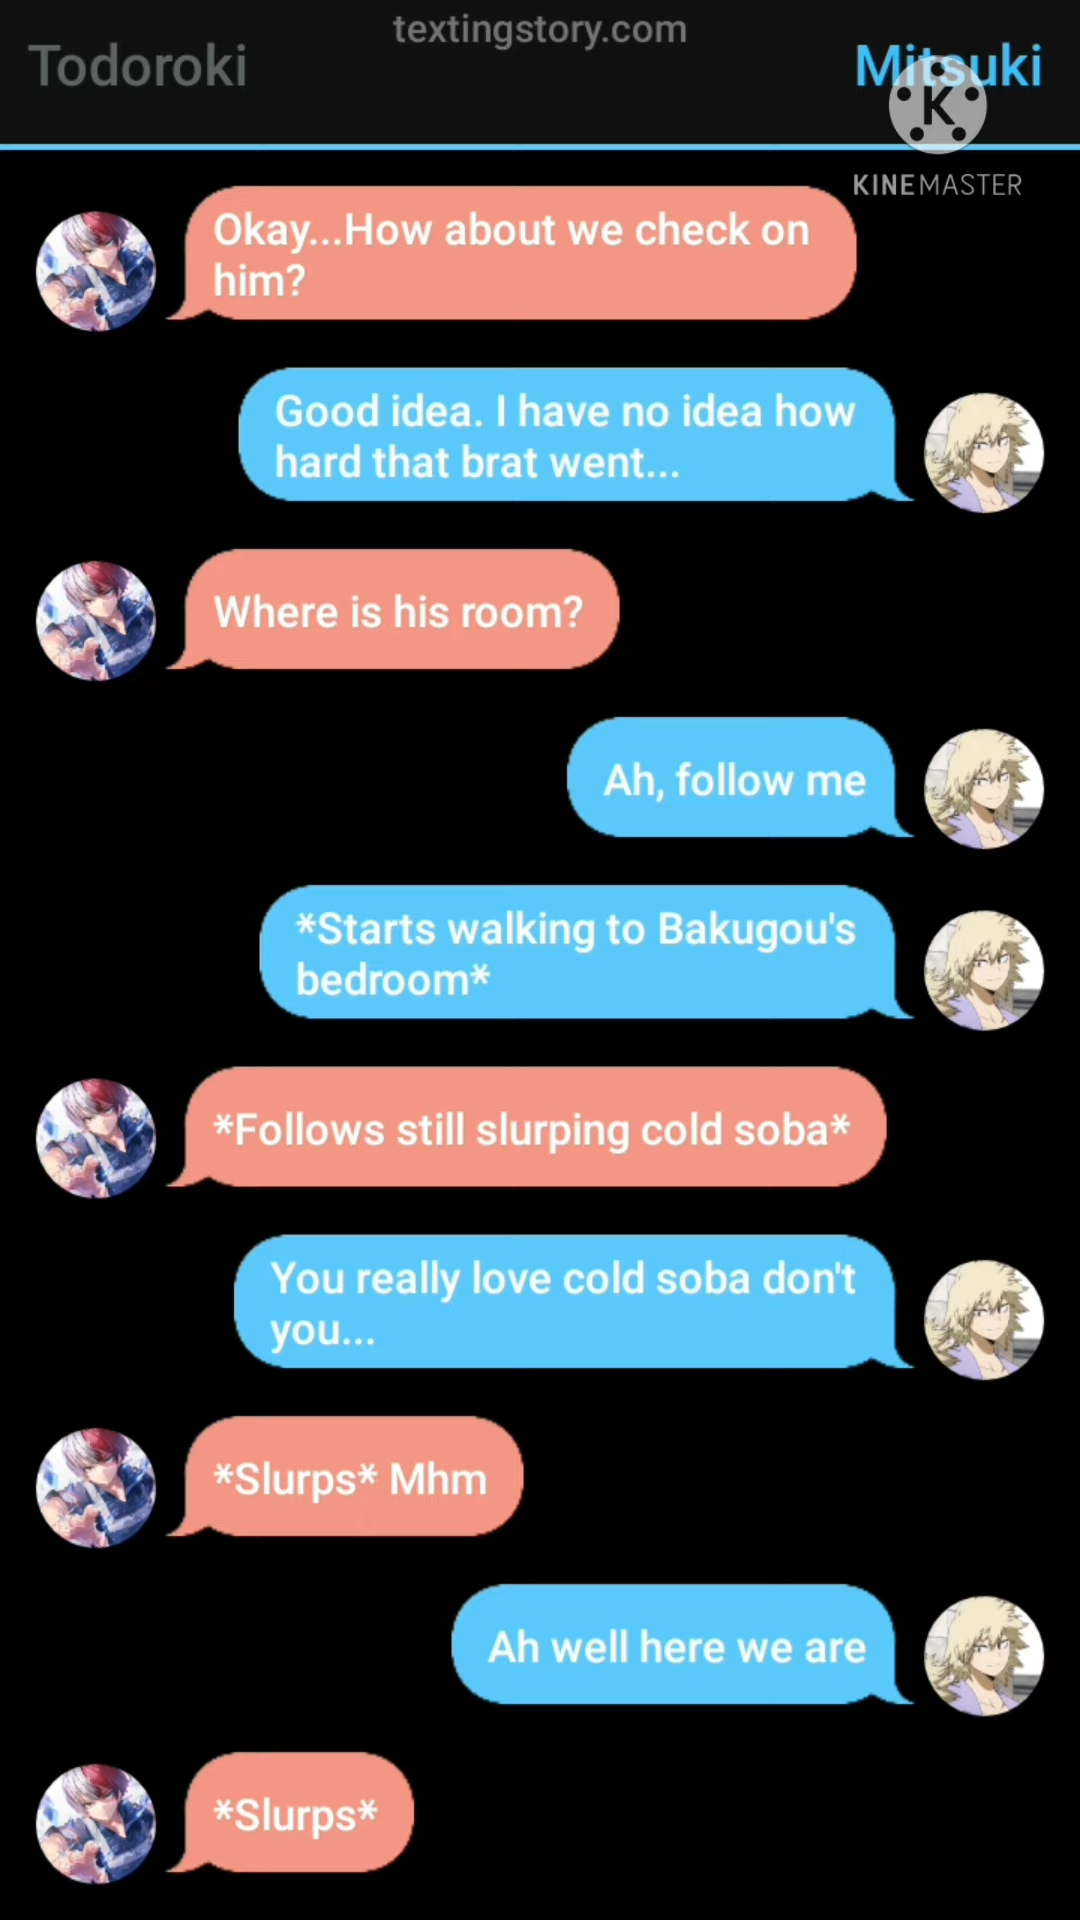 textingstory.com
Todoroki
Mitsuki
K
KINEMASTER
Okay...How about we check on
him?
Good idea. I have no idea how
hard that brat went...
Where is his room?
Ah, follow me
*Starts walking to Bakugou's
bedroom*
*Follows still slurping cold soba*
You really love cold soba don't
you...
*Slurps* Mhm
Ah well here we are
*Slurps*